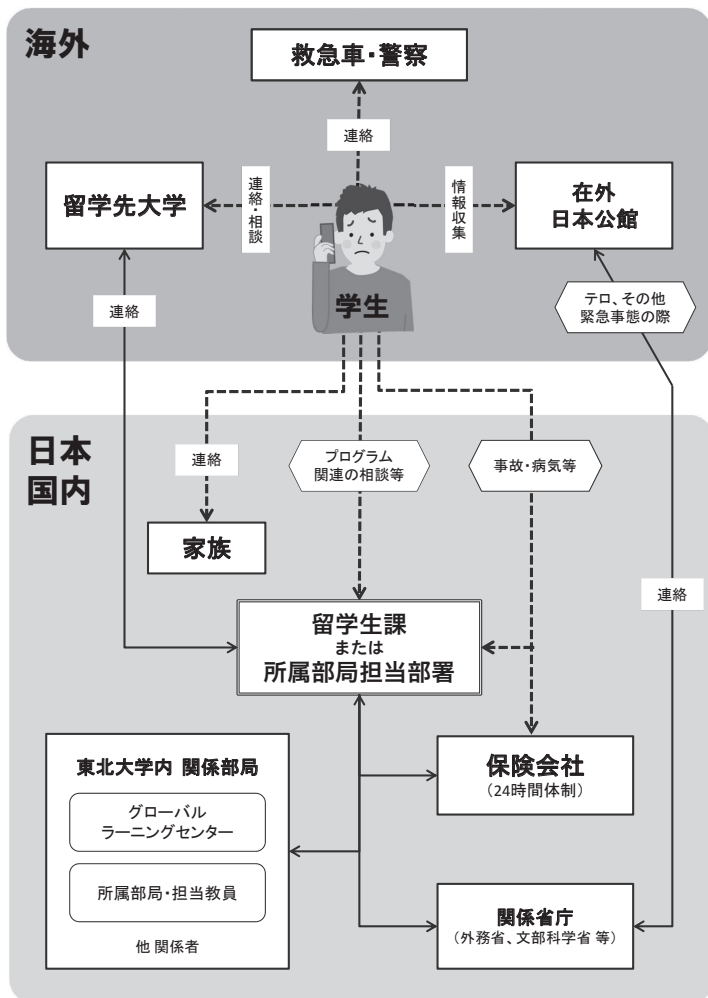 海外
救急車・警察
連絡
留学先大学
連絡・相談
情報収集
在外
日本公館
学生
連絡
テロ、その他
緊急事態の際
日本
国内
連絡
プログラム
関連の相談等
事故・病気等
家族
連絡
留学生課
または
所属部局担当部署
東北大学内 関係部局
グローバル
ラーニングセンター
所属部局・担当教員
他 関係者
保険会社
（24時間体制）
関係省庁
（外務省、文部科学省 等）